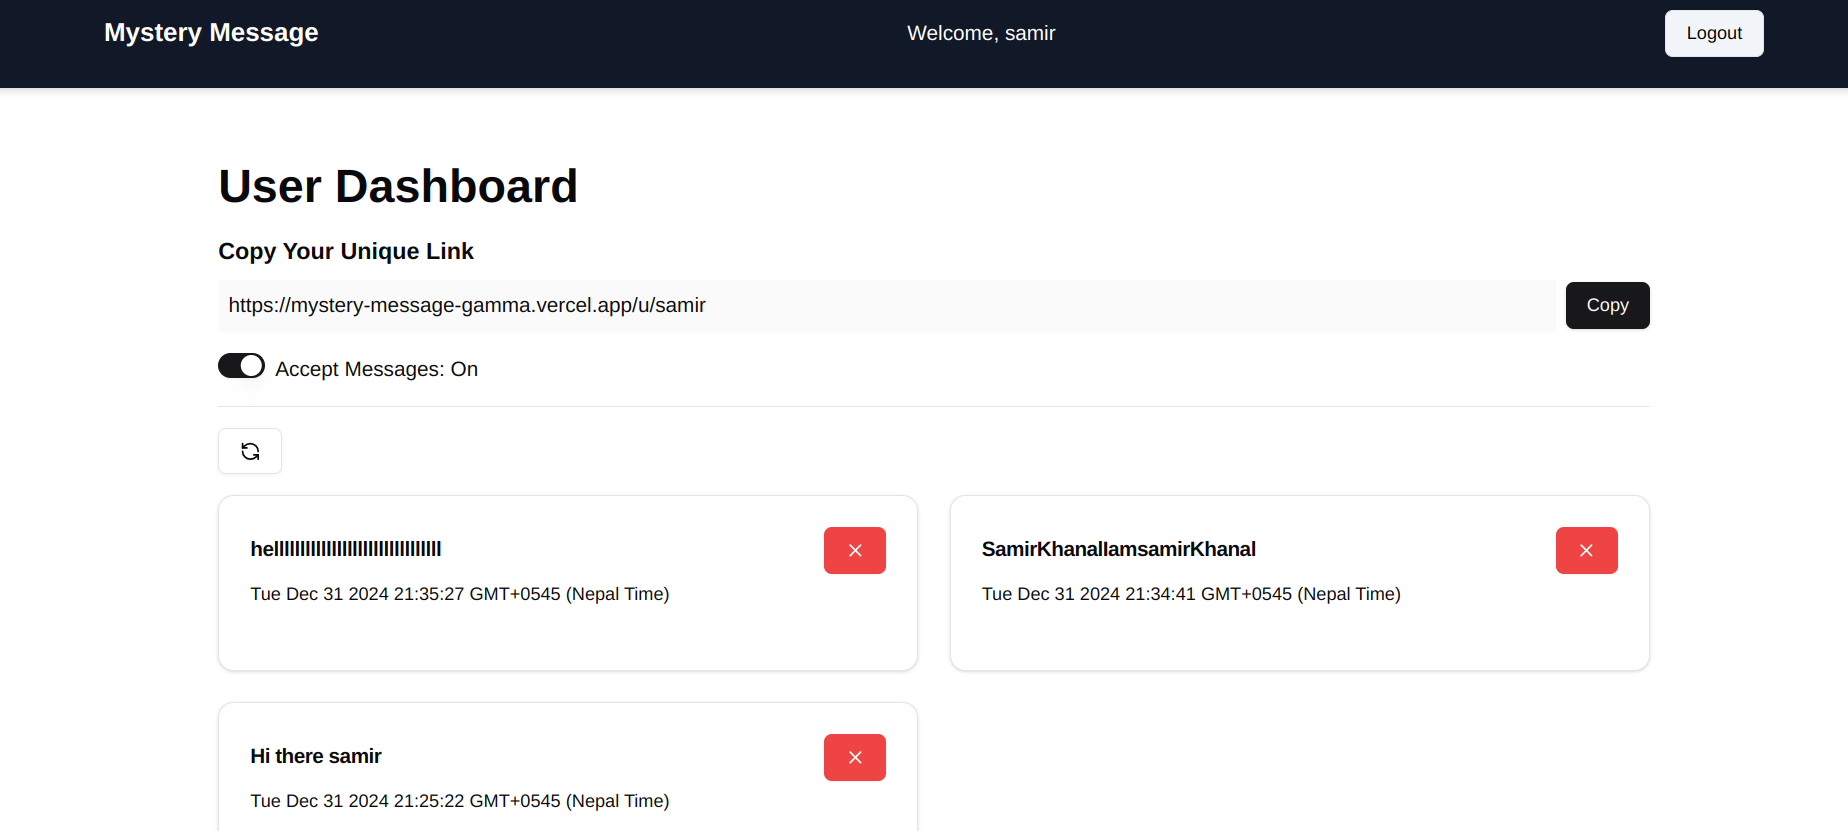 Mystery Message
Welcome, samir
Logout
User Dashboard
Copy Your Unique Link
https://mystery-message-gamma.vercel.app/u/samir
Copy
Accept Messages: On
hellllllllllllllllllllllllllllllll
Tue Dec 31 2024 21:35:27 GMT+0545 (Nepal Time)
SamirKhanalIamsamirKhanal
Tue Dec 31 2024 21:34:41 GMT+0545 (Nepal Time)
Hi there samir
Tue Dec 31 2024 21:25:22 GMT+0545 (Nepal Time)